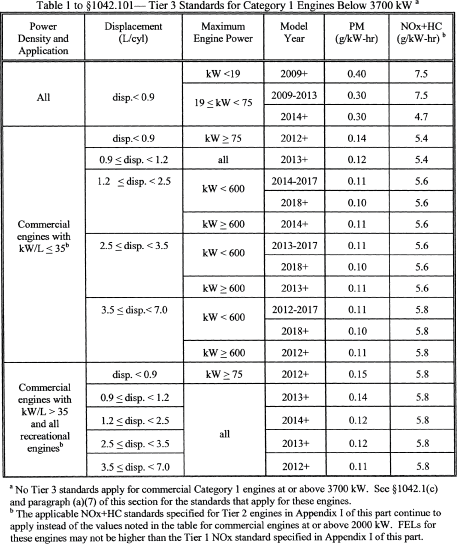 Table 1 to §1042.101— Tier 3 Standards for Category 1 Engines Below 3700 kW a
Power Density and Application | Displacement (L/cyl) | Maximum Engine Power | Model Year | PM (g/kW-hr) | NOx+HC (g/kW-hr) b
All | disp.< 0.9 | kW <19 | 2009+ | 0.40 | 7.5
19 ≤ kW < 75 | 2009-2013 | 0.30 | 7.5
2014+ | 0.30 | 4.7
Commercial engines with kW/L ≤ 35b | disp.< 0.9 | kW ≥ 75 | 2012+ | 0.14 | 5.4
0.9 ≤ disp. < 1.2 | all | 2013+ | 0.12 | 5.4
1.2 ≤ disp. < 2.5 | kW < 600 | 2014-2017 | 0.11 | 5.6
2018+ | 0.10 | 5.6
kW ≥ 600 | 2014+ | 0.11 | 5.6
2.5 ≤ disp. < 3.5 | kW < 600 | 2013-2017 | 0.11 | 5.6
2018+ | 0.10 | 5.6
kW ≥ 600 | 2013+ | 0.11 | 5.6
3.5 ≤ disp.< 7.0 | kW < 600 | 2012-2017 | 0.11 | 5.8
2018+ | 0.10 | 5.8
kW ≥ 600 | 2012+ | 0.11 | 5.8
Commercial engines with kW/L > 35 and all recreational enginesb | disp. < 0.9 | kW ≥ 75 | 2012+ | 0.15 | 5.8
0.9 ≤ disp. < 1.2 | all | 2013+ | 0.14 | 5.8
1.2 ≤ disp. < 2.5 | 2014+ | 0.12 | 5.8
2.5 ≤ disp. < 3.5 | 2013+ | 0.12 | 5.8
3.5 ≤ disp. < 7.0 | 2012+ | 0.11 | 5.8
a No Tier 3 standards apply for commercial Category 1 engines at or above 3700 kW. See §1042.1(c)
and paragraph (a)(7) of this section for the standards that apply for these engines.
b The applicable NOx+HC standards specified for Tier 2 engines in Appendix I of this part continue to
apply instead of the values noted in the table for commercial engines at or above 2000 kW. FELs for
these engines may not be higher than the Tier 1 NOx standard specified in Appendix I of this part.